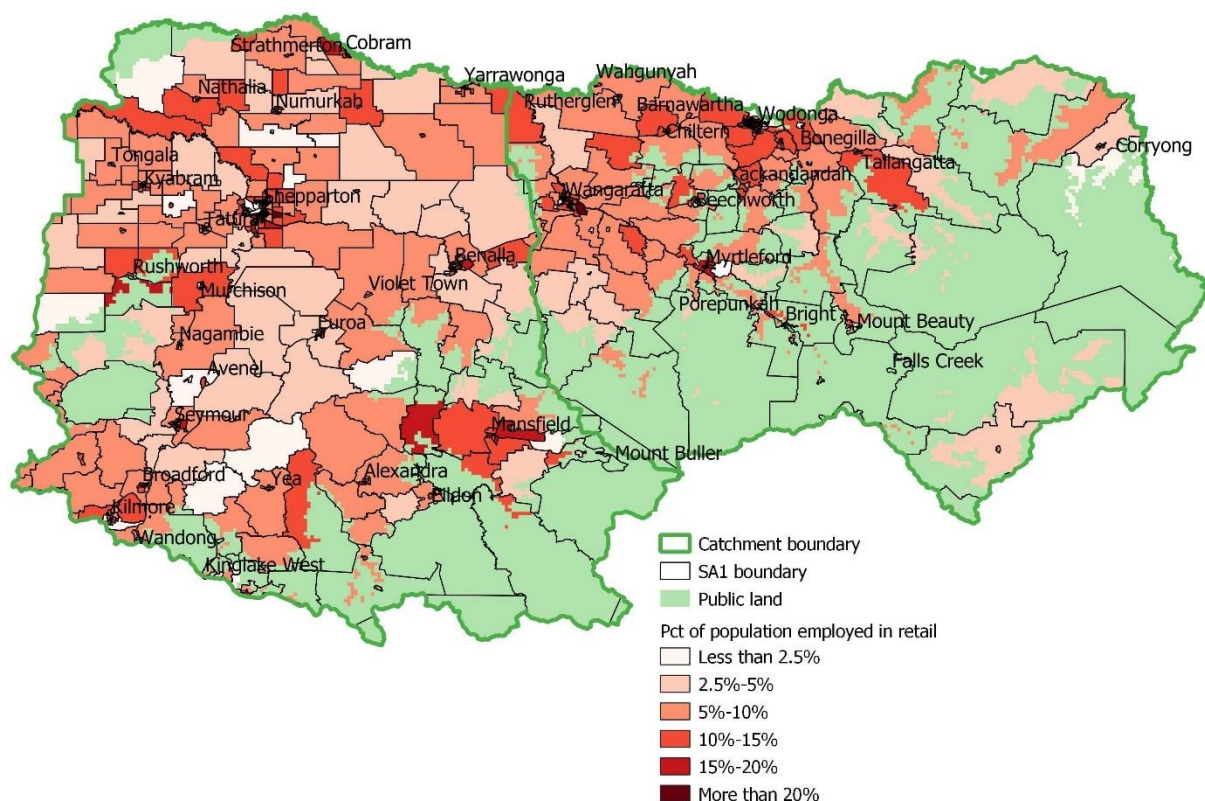 Strathmerton
Cobram
Nathalia
Numurkah
Yarrawonga
Wahgunyah
Rutherglen
Barnawartha
Wodonga
Chiltern
Bonegilla
Corryong
Tallangatta
Tongala
Kyabram
Shepparton
Tatura
Wangaratta
Yackandandah
Beechworth
Rushworth
Murchison
Benalla
Violet Town
Myrtleford
Porepunkah
Bright
Mount Beauty
Nagambie
Euroa
Falls Creek
Avenel
Seymour
Mansfield
Mount Buller
Broadford
Yea
Alexandra
Eildon
Kilmore
Wandong
Kinglake West
Catchment boundary
SA1 boundary
Public land
Pct of population employed in retail
Less than 2.5%
2.5%-5%
5%-10%
10%-15%
15%-20%
More than 20%